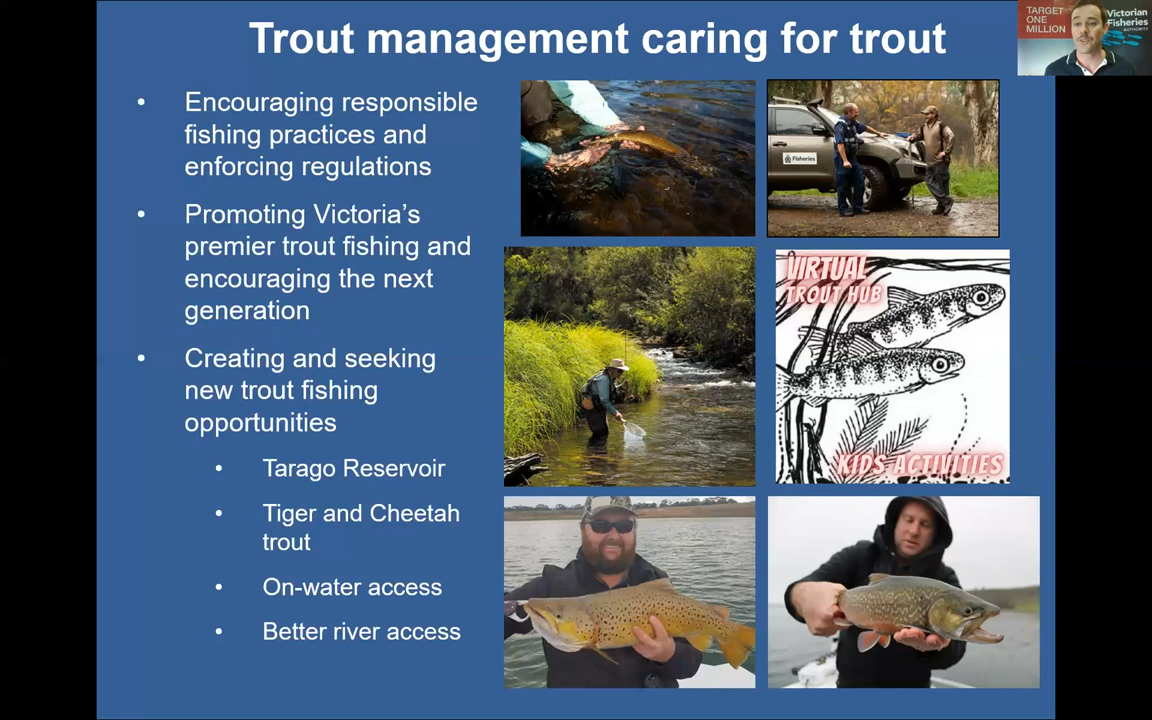 Trout management caring for trout
TARGET
ONE
MILLION
Victorian
Fisheries
AUTHORITY
• Encouraging responsible
fishing practices and
enforcing regulations
• Promoting Victoria’s
premier trout fishing and
encouraging the next
generation
• Creating and seeking
new trout fishing
opportunities
• Tarago Reservoir
• Tiger and Cheetah
trout
• On-water access
• Better river access
Fisheries
VIRTUAL
TROUT HUB
KIDS ACTIVITIES